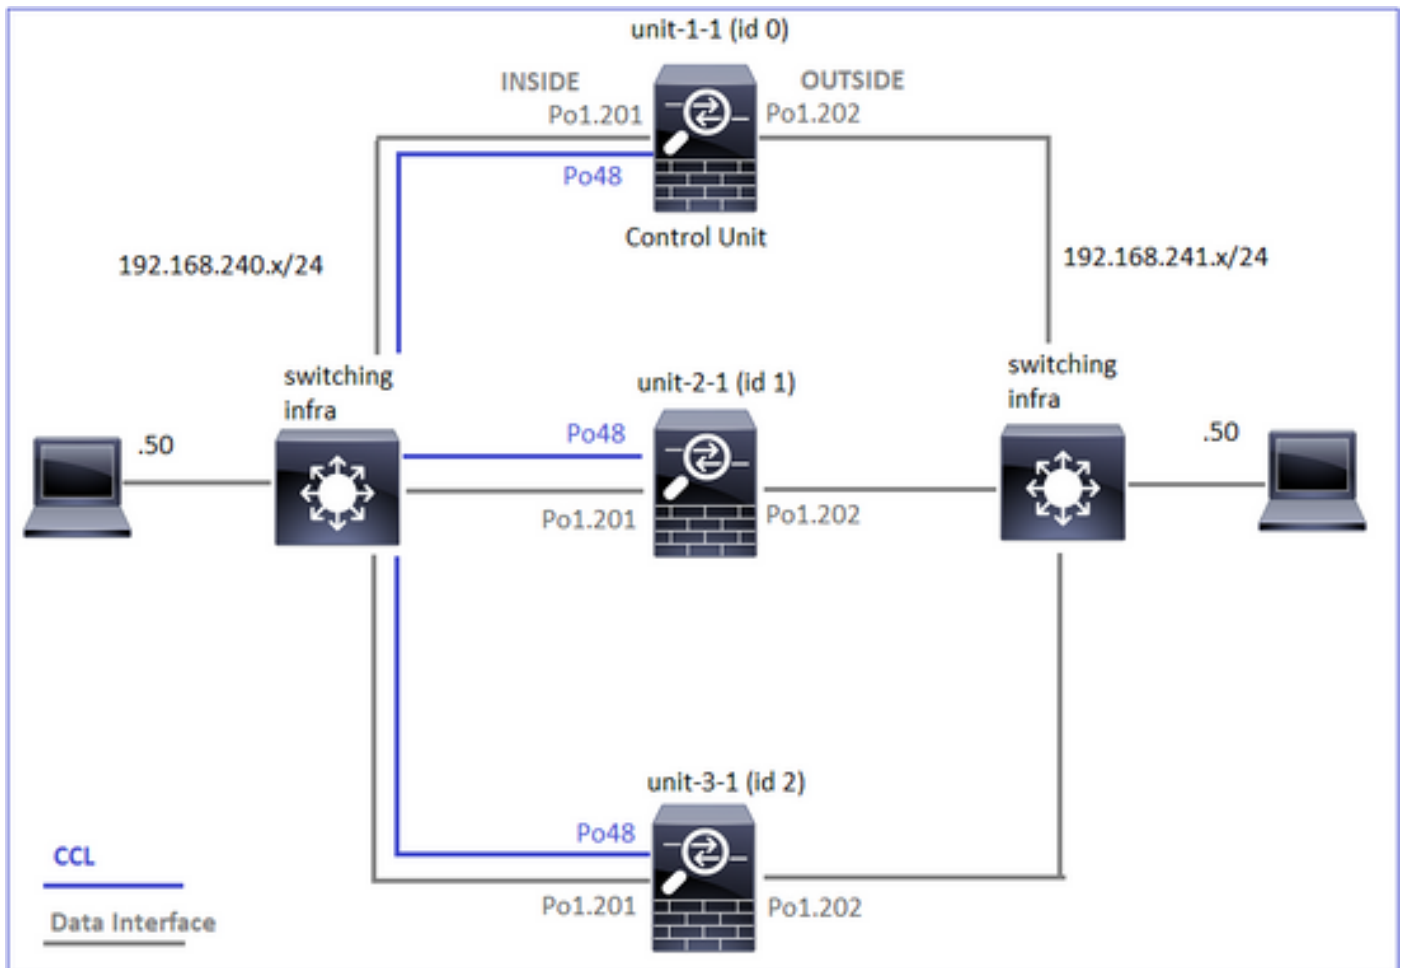 unit-1-1 (id 0)
INSIDE
OUTSIDE
Po1.201
Po1.202
Po48
Control Unit
192.168.240.x/24
192.168.241.x/24
switching
infra
unit-2-1 (id 1)
switching
infra
.50
Po48
.50
Po1.201
Po1.202
unit-3-1 (id 2)
Po48
CCL
Po1.201
Po1.202
Data Interface